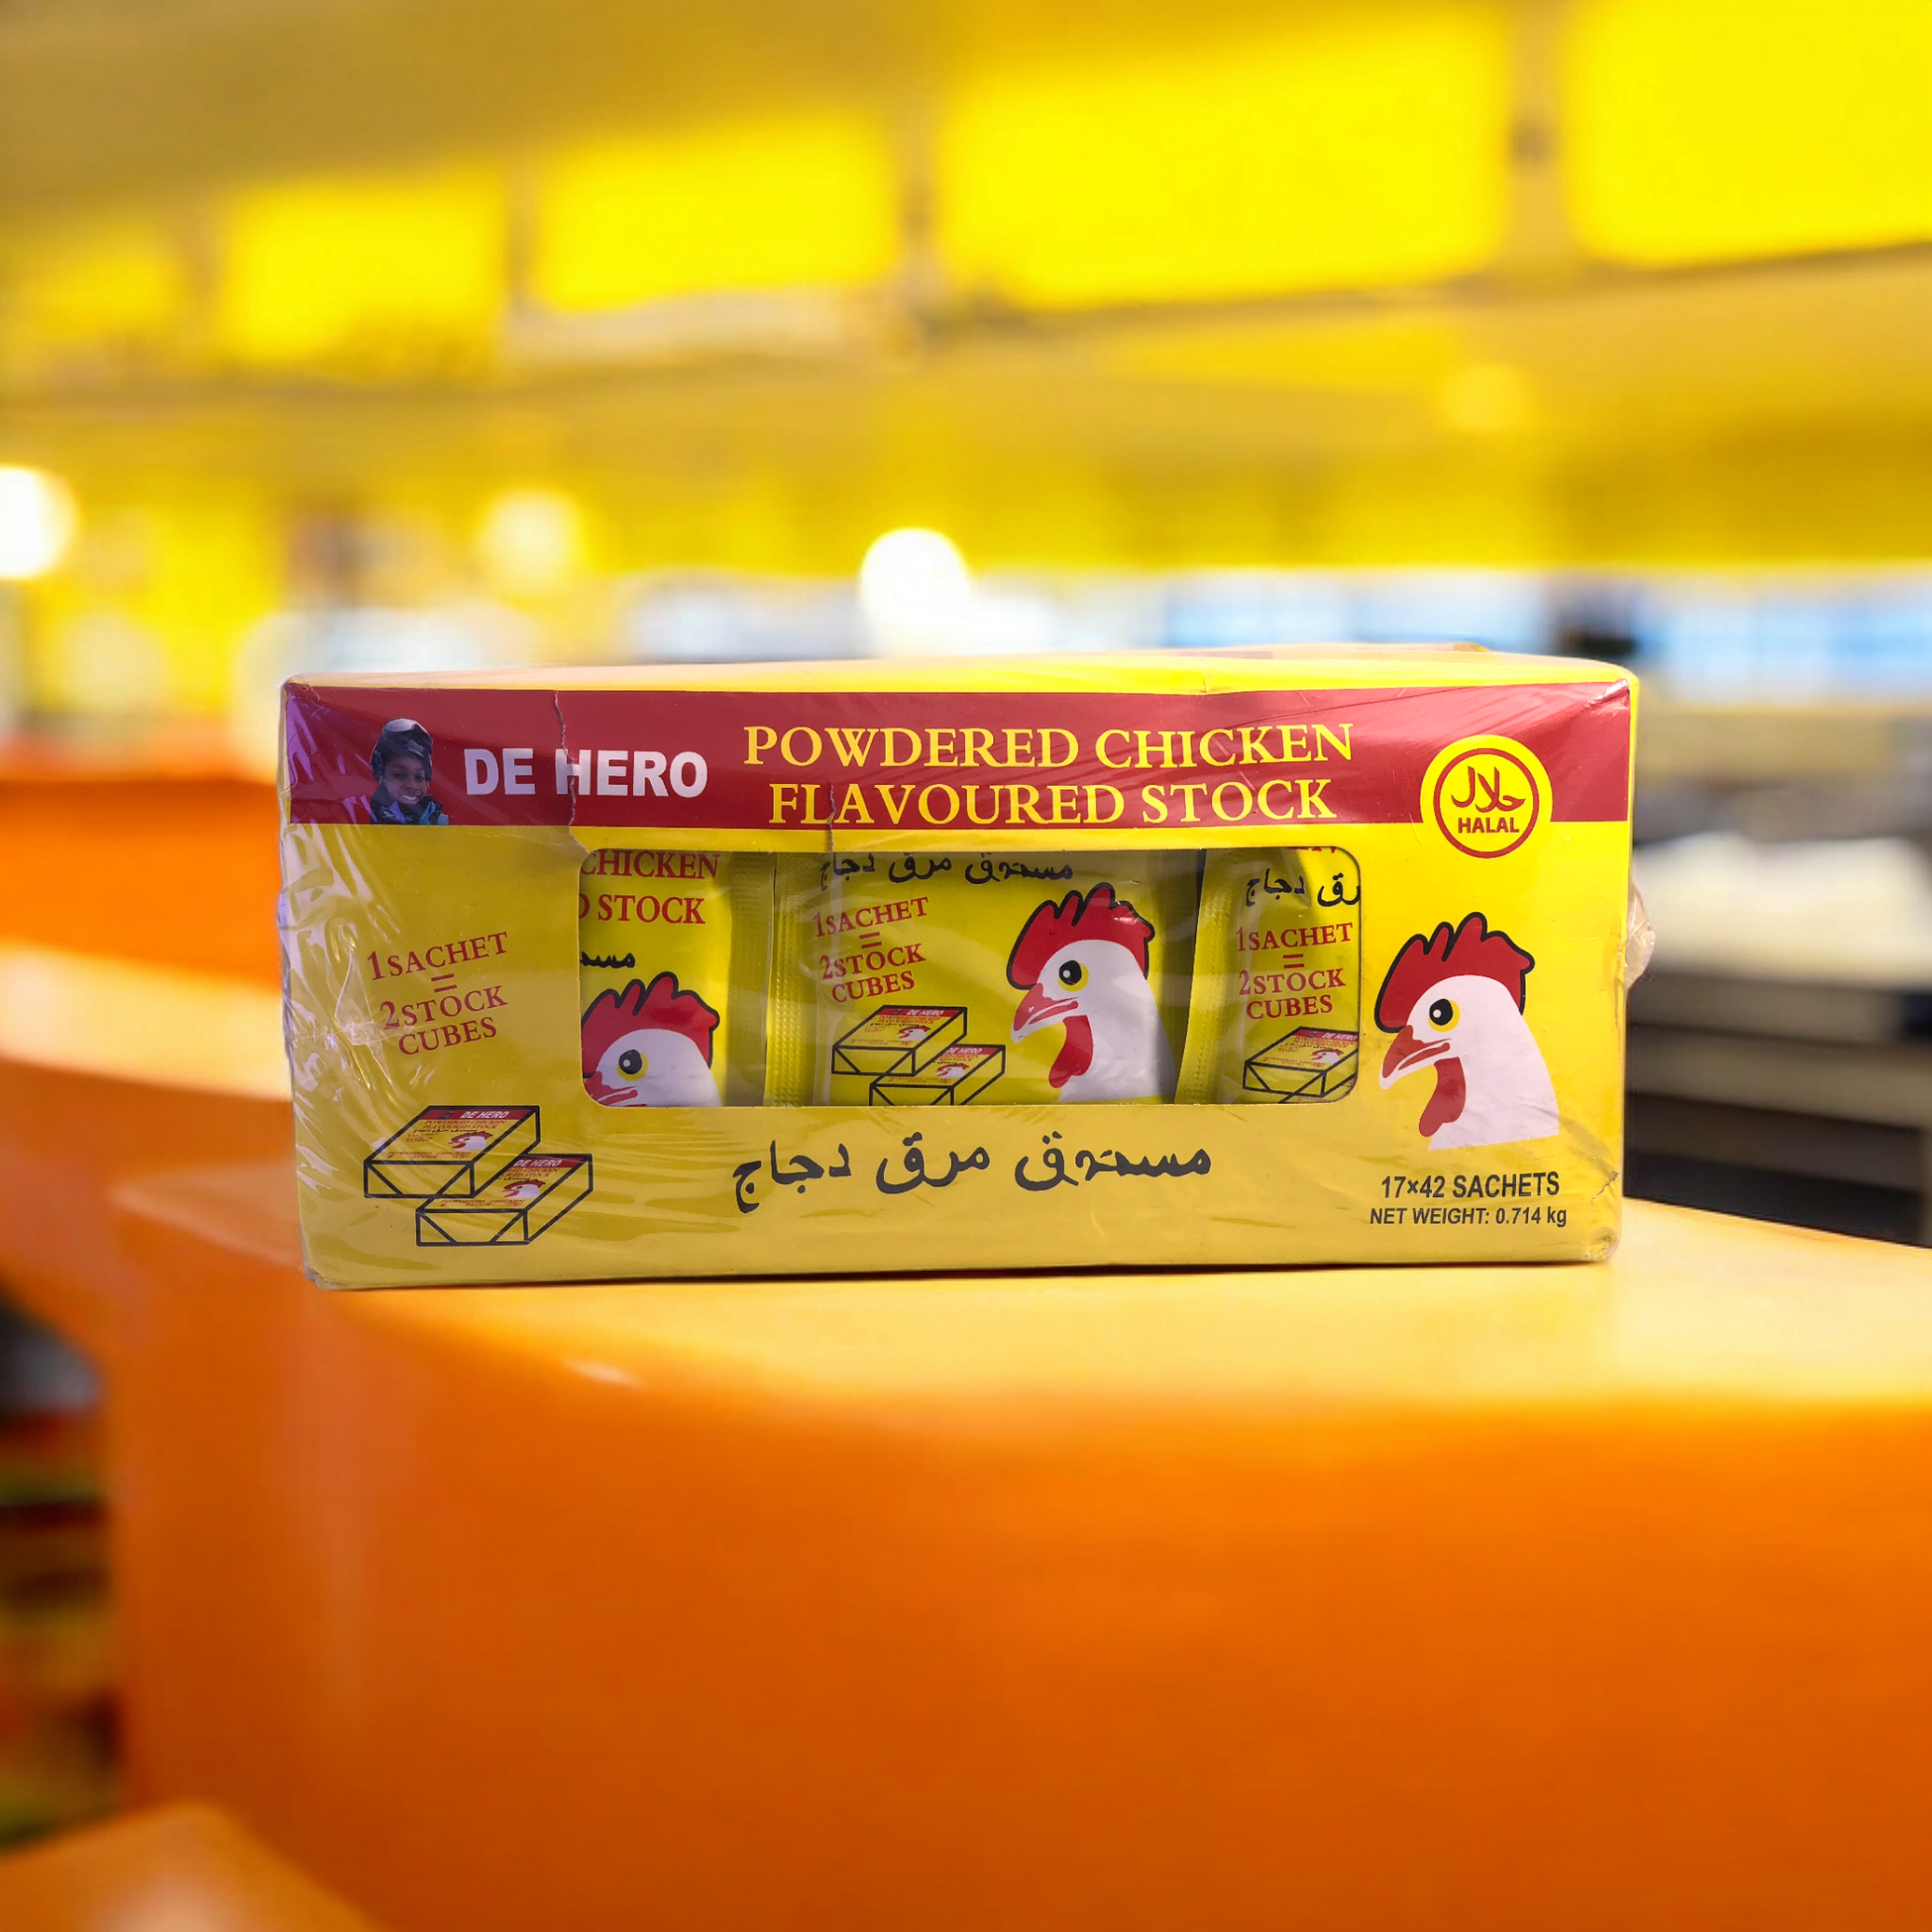 DE HERO
POWDERED CHICKEN
FLAVOURED STOCK
حلال
HALAL
CHICKEN
STOCK
1SACHET
=
2STOCK
CUBES
مسحوق مرق دجاج
1SACHET
=
2STOCK
CUBES
DE HERO
DE HERO
دجاج
1SACHET
=
2STOCK
CUBES
DE HERO
DE HERO
DE HERO
مسحوق مرق دجاج
17×42 SACHETS
NET WEIGHT: 0.714 kg